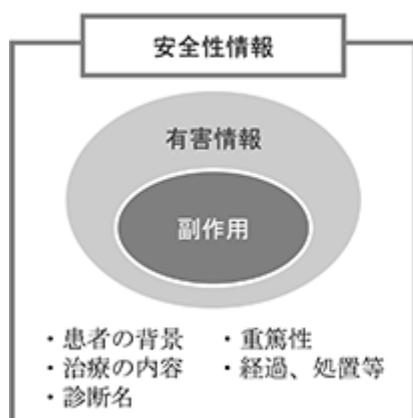 安全性情報
有害情報
副作用
・患者の背景 ・重篤性
・治療の内容 ・経過、処置等
・診断名